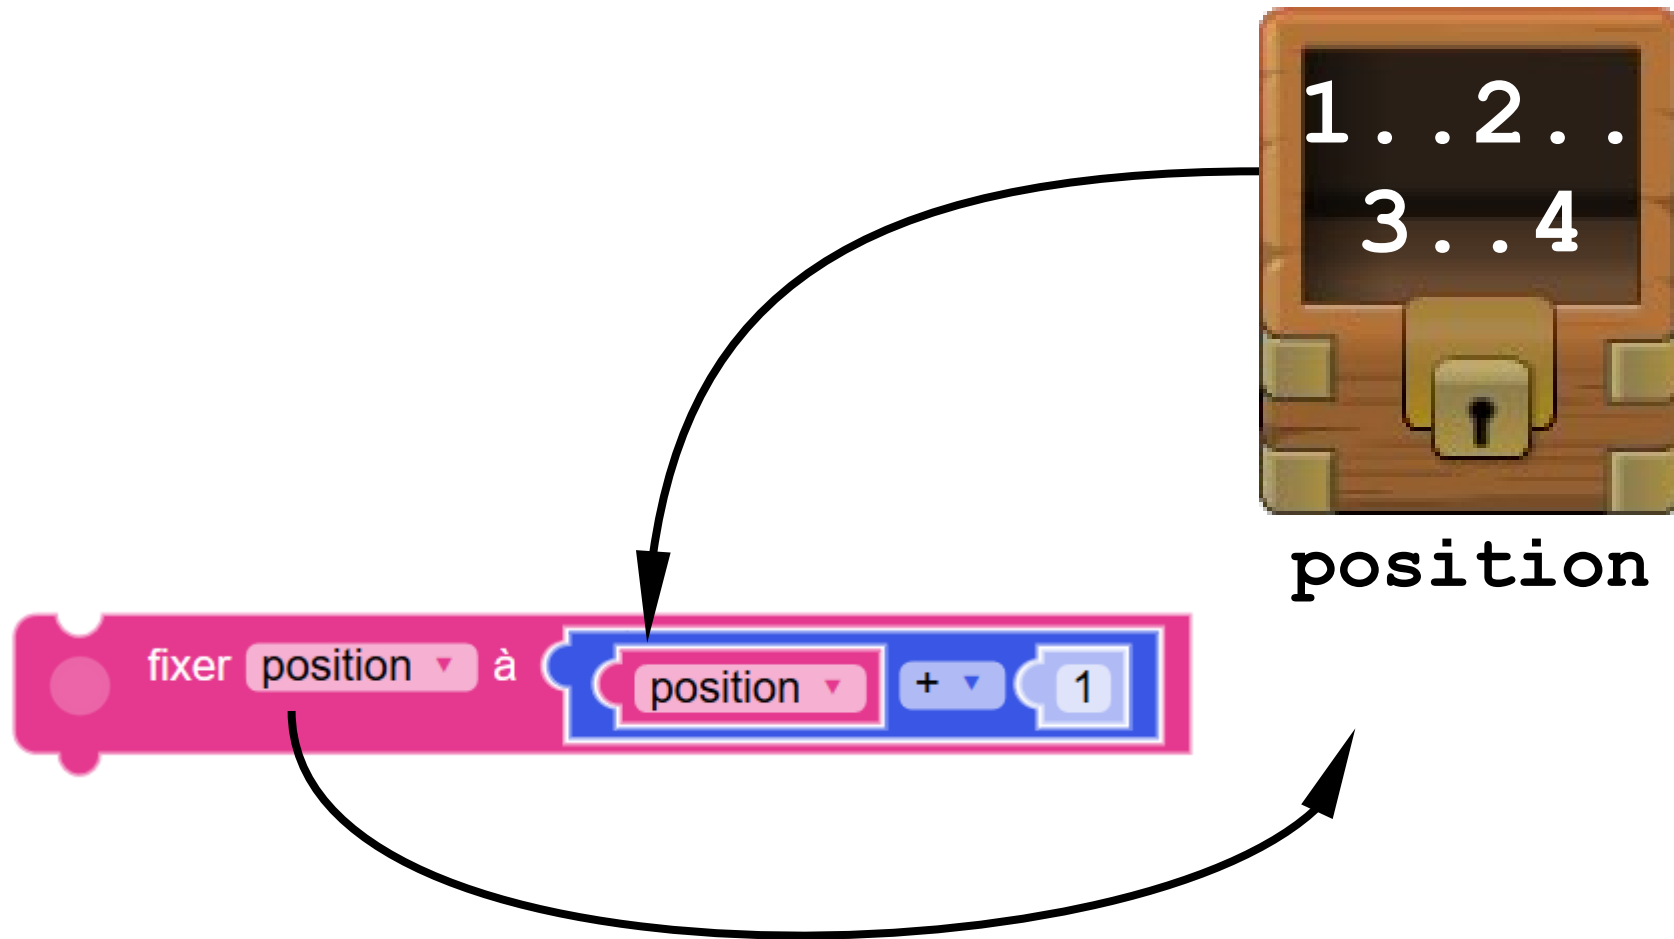 1..2..
3..4
position
fixer position ▼ à position ▼ + ▼ 1